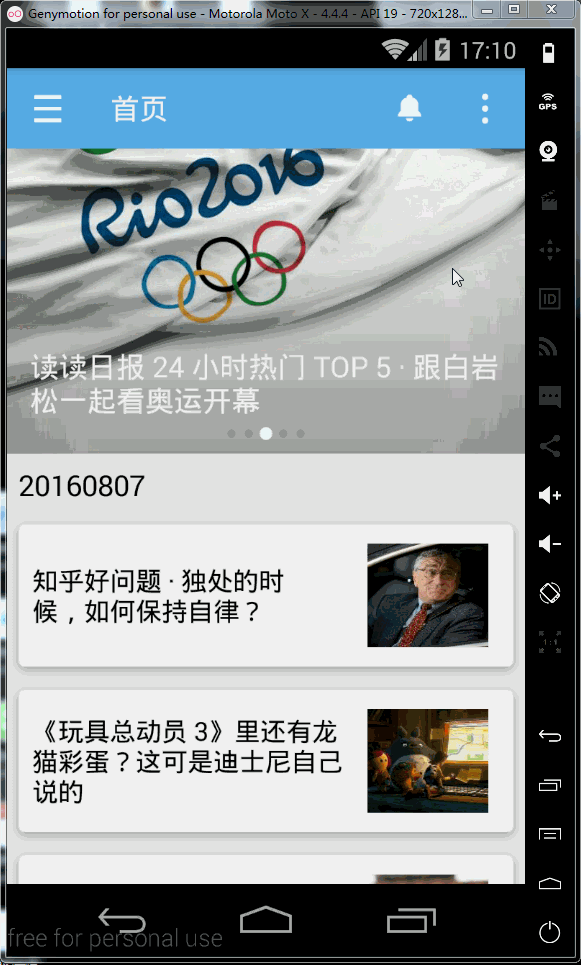 Genymotion for personal use - Motorola Moto X - 4.4.4 - API 19 - 720x128...
17:10
首页
GPS
Rio2016
ID
读读日报 24 小时热门 TOP 5 · 跟白岩
松一起看奥运开幕
20160807
知乎好问题 · 独处的时
候，如何保持自律？
《玩具总动员 3》里还有龙
猫彩蛋？这可是迪士尼自己
说的
free for personal use